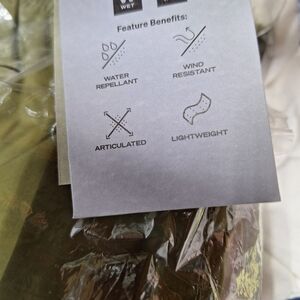 WET
Feature Benefits:
WATER
REPELLANT
WIND
RESISTANT
ARTICULATED
LIGHTWEIGHT